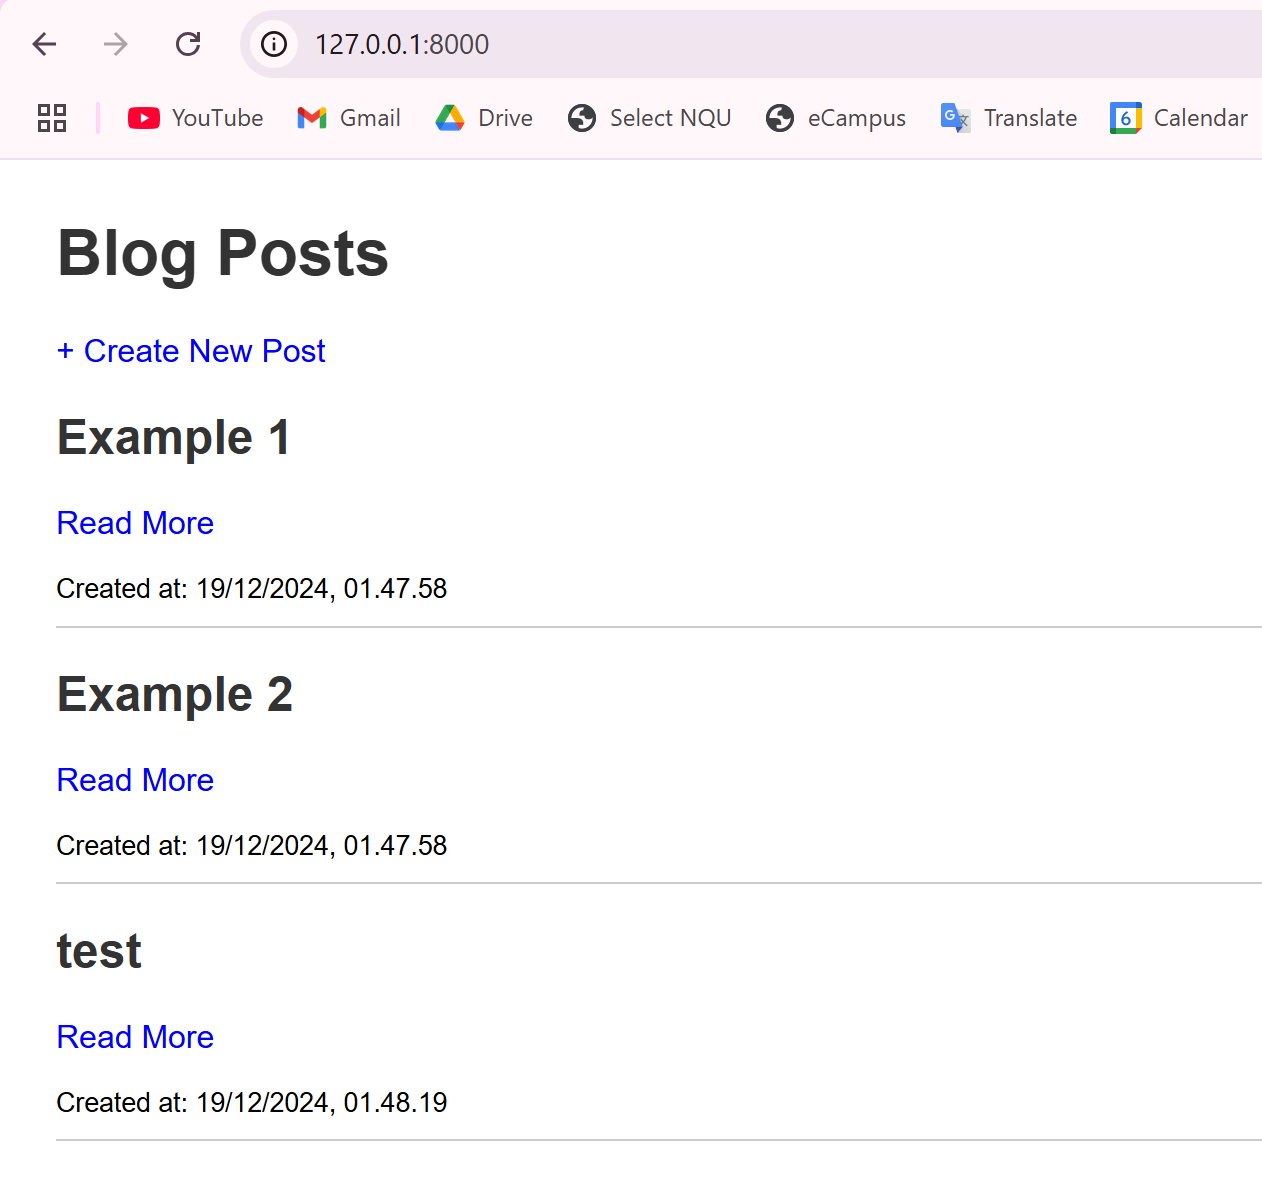 127.0.0.1:8000
YouTube Gmail Drive Select NQU eCampus Translate 6 Calendar
Blog Posts
+ Create New Post
Example 1
Read More
Created at: 19/12/2024, 01.47.58
Example 2
Read More
Created at: 19/12/2024, 01.47.58
test
Read More
Created at: 19/12/2024, 01.48.19